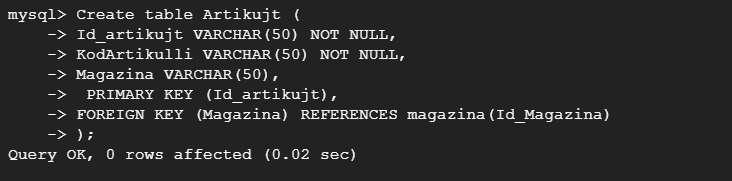 mysql> Create table Artikujt (
    -> Id_artikujt VARCHAR(50) NOT NULL,
    -> KodArtikulli VARCHAR(50) NOT NULL,
    -> Magazina VARCHAR(50),
    ->  PRIMARY KEY (Id_artikujt),
    -> FOREIGN KEY (Magazina) REFERENCES magazina(Id_Magazina)
    -> );
Query OK, 0 rows affected (0.02 sec)